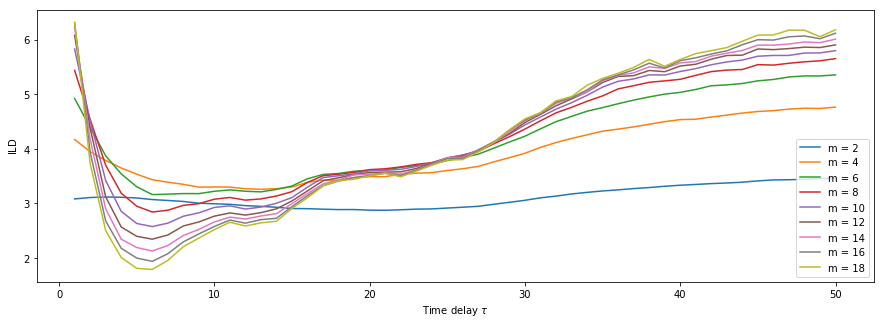 ILD
6
5
4
3
2
0
10
20
30
40
50
Time delay τ
m = 2
m = 4
m = 6
m = 8
m = 10
m = 12
m = 14
m = 16
m = 18